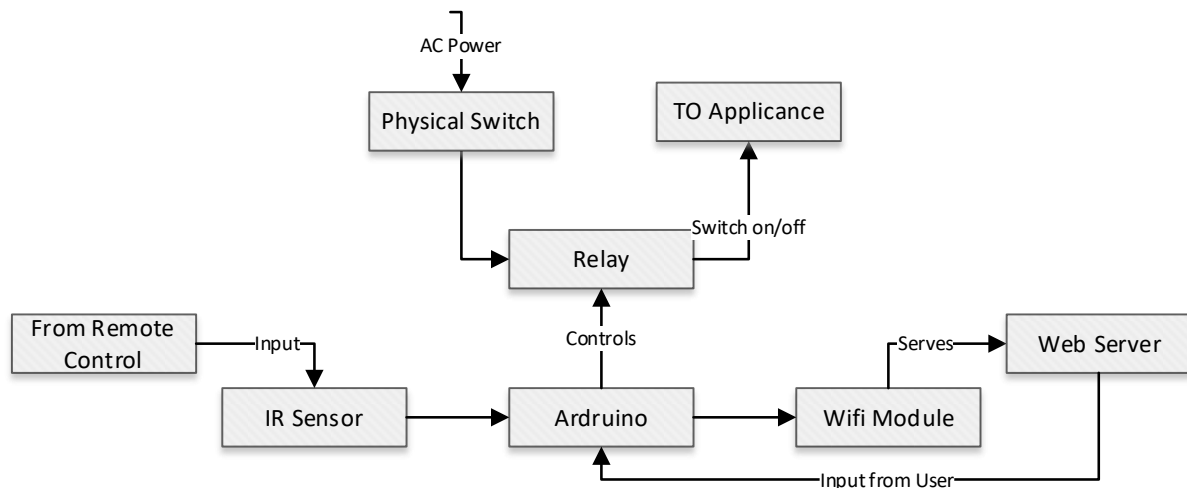 AC Power
Physical Switch
TO Applicance
Switch on/off
Relay
From Remote
Control
Input
Controls
Serves
Web Server
IR Sensor
Ardruino
Wifi Module
Input from User